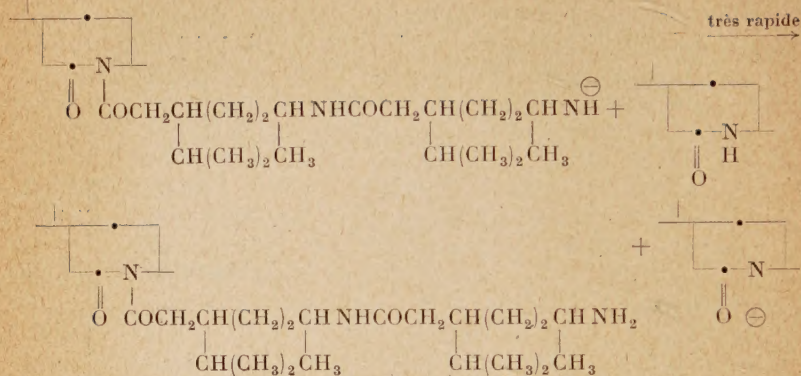 très rapide
N
O COCH₂CH(CH₂)₂CHNHCOCH₂CH(CH₂)₂CHNH⊖ +
CH(CH₃)₂CH₃ CH(CH₃)₂CH₃
N
H
O
+
N
O COCH₂CH(CH₂)₂CHNHCOCH₂CH(CH₂)₂CHNH₂
CH(CH₃)₂CH₃ CH(CH₃)₂CH₃
N
O ⊖